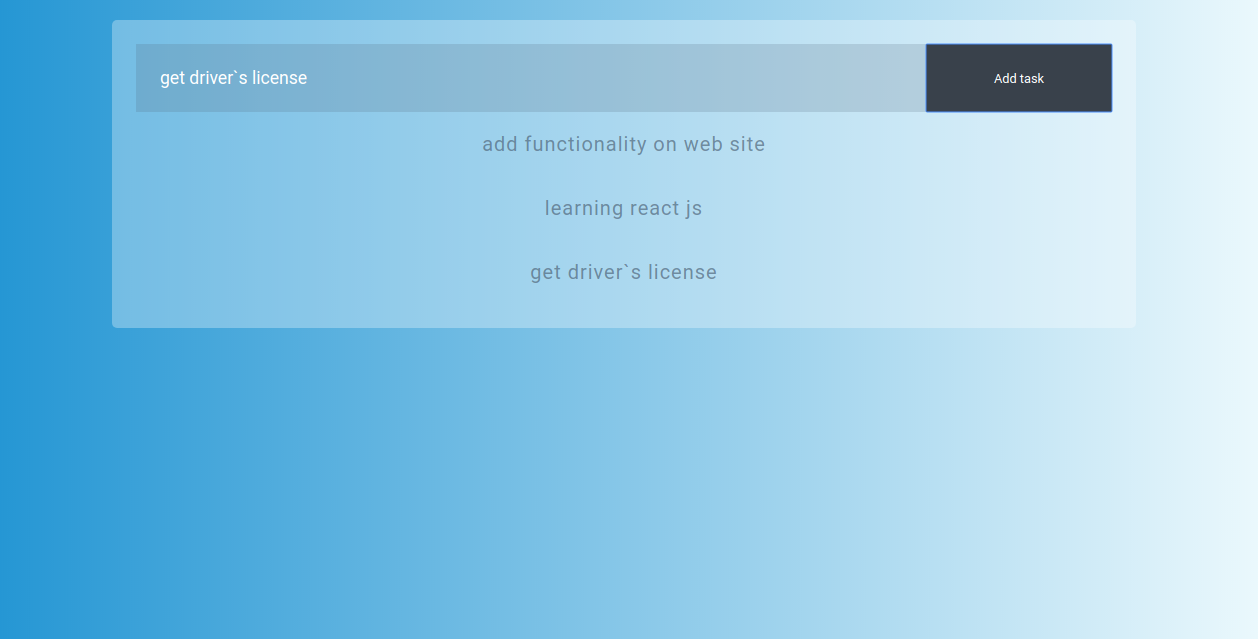 get driver`s license
Add task
add functionality on web site
learning react js
get driver`s license